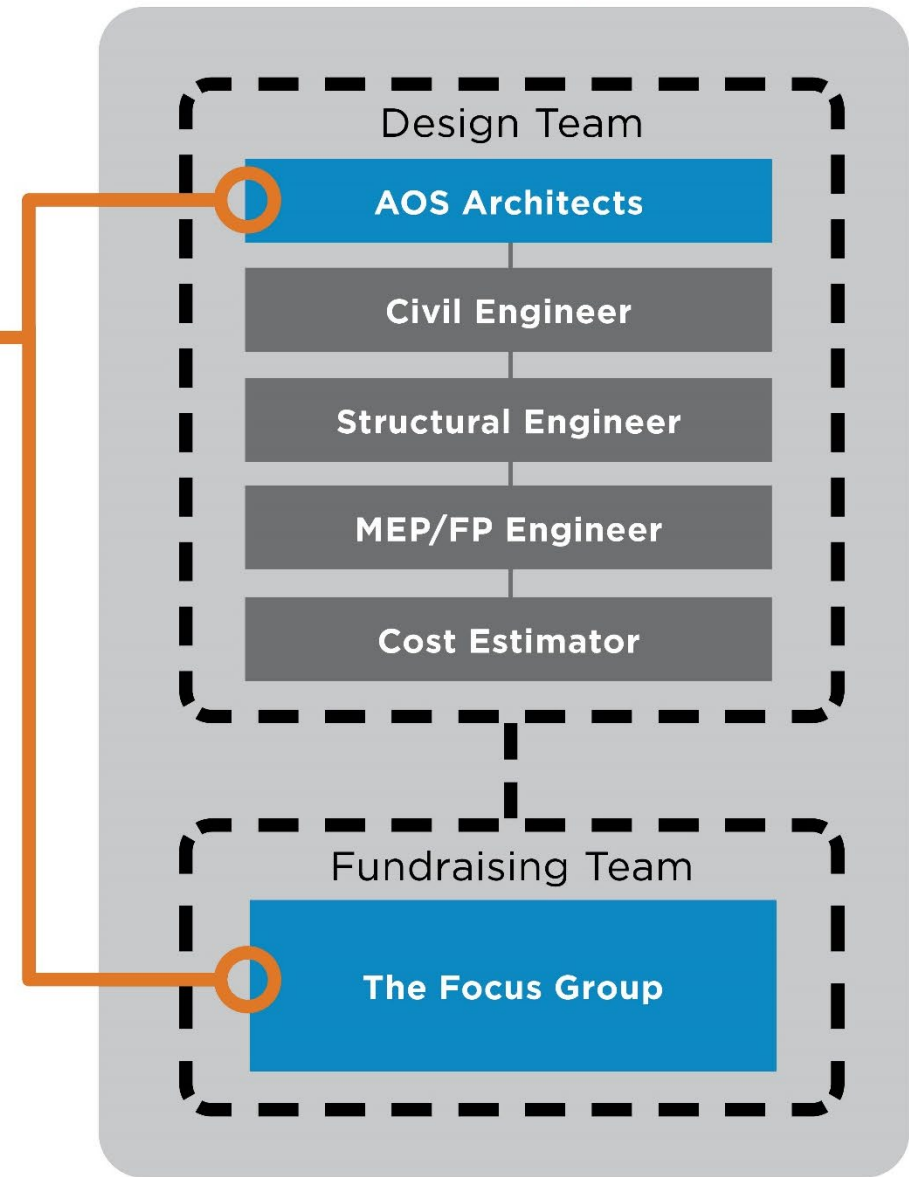 Design Team
AOS Architects
Civil Engineer
Structural Engineer
MEP/FP Engineer
Cost Estimator
Fundraising Team
The Focus Group